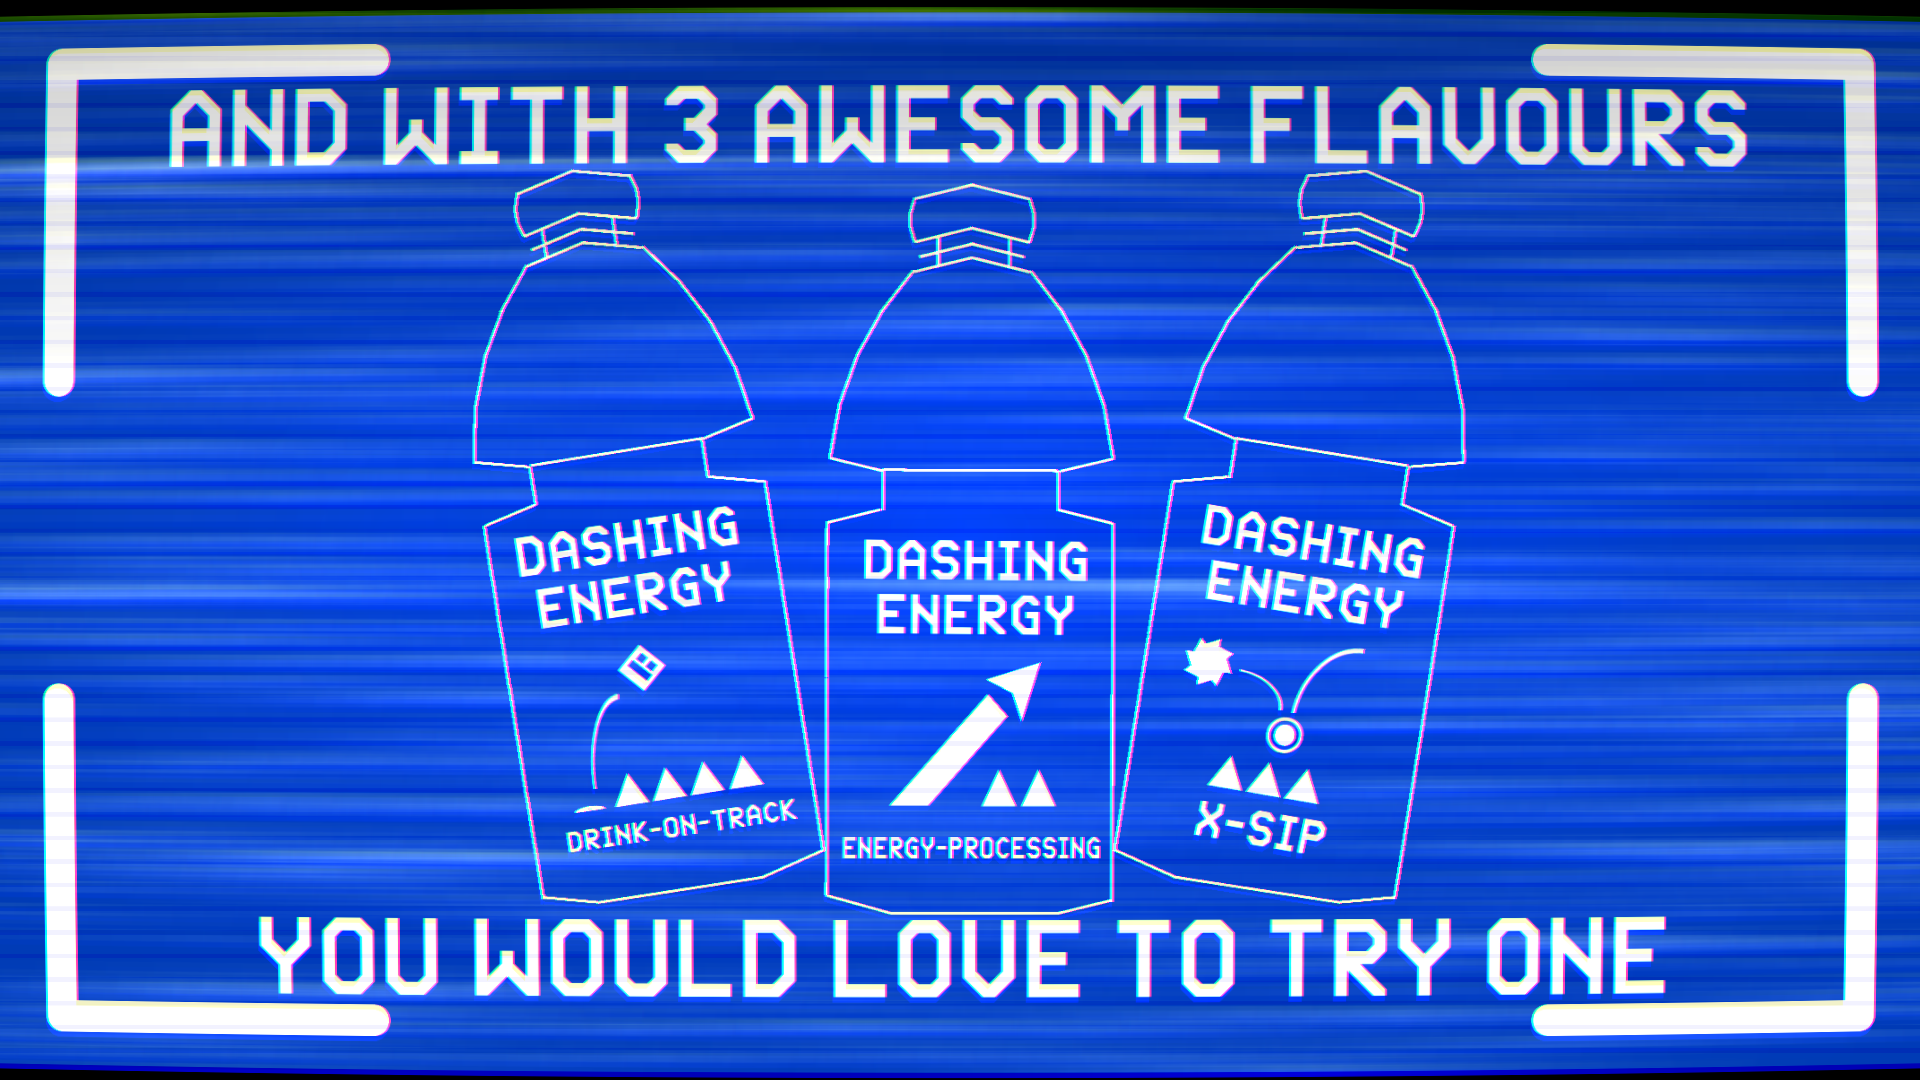 AND WITH 3 AWESOME FLAVOURS
DASHING
ENERGY
DRINK-ON-TRACK
DASHING
ENERGY
ENERGY-PROCESSING
DASHING
ENERGY
X-SIP
YOU WOULD LOVE TO TRY ONE